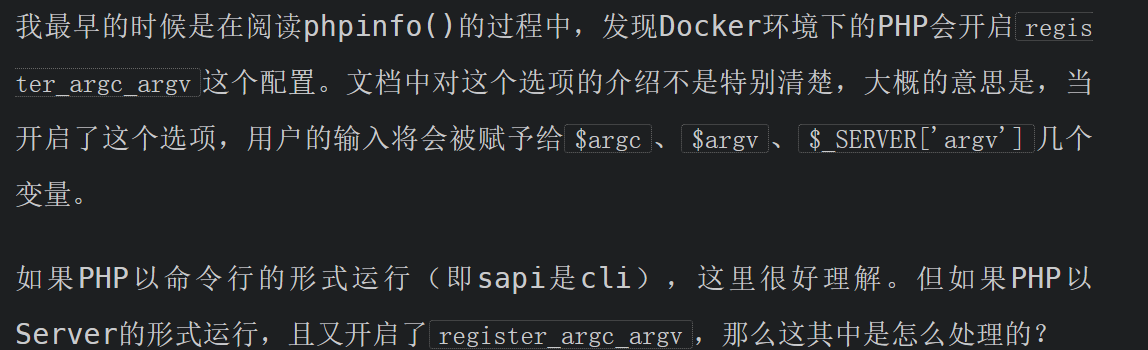 我最早的时候是在阅读phpinfo()的过程中，发现Docker环境下的PHP会开启regis
ter_argc_argv这个配置。文档中对这个选项的介绍不是特别清楚，大概的意思是，当
开启了这个选项，用户的输入将会被赋予给$argc、$argv、$_SERVER['argv']几个
变量。
如果PHP以命令行的形式运行（即sapi是cli），这里很好理解。但如果PHP以
Server的形式运行，且又开启了register_argc_argv，那么这其中是怎么处理的？